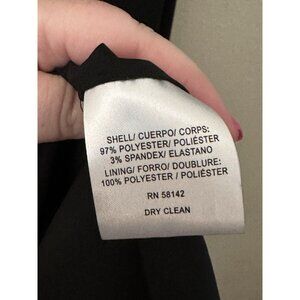 SHELL/ CUERPO/ CORPS:
97% POLYESTER/ POLIÉSTER
3% SPANDEX/ ELASTANO
LINING/ FORRO/ DOUBLURE:
100% POLYESTER / POLIÉSTER
RN 58142
DRY CLEAN